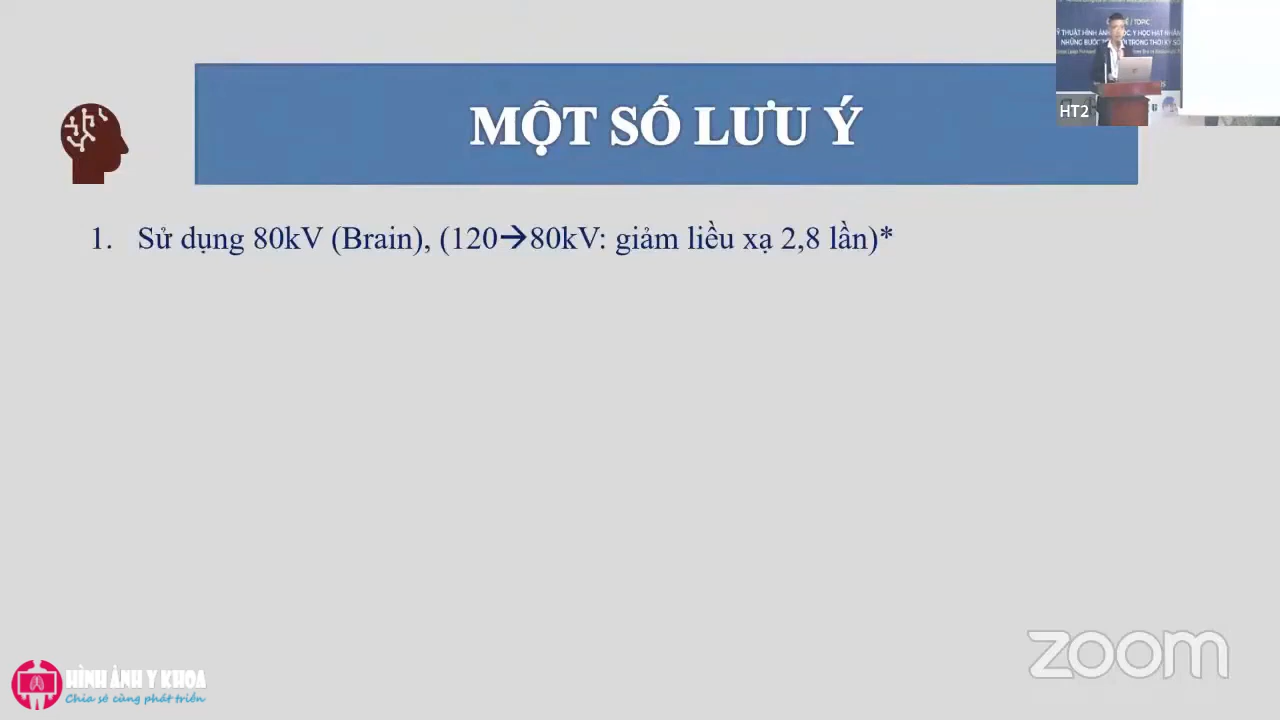 MỘT SỐ LƯU Ý
HT2
1. Sử dụng 80kV (Brain), (120→80kV: giảm liều xạ 2,8 lần)*
HÌNH ẢNH Y KHOA
Chia sẻ cùng phát triển
zoom